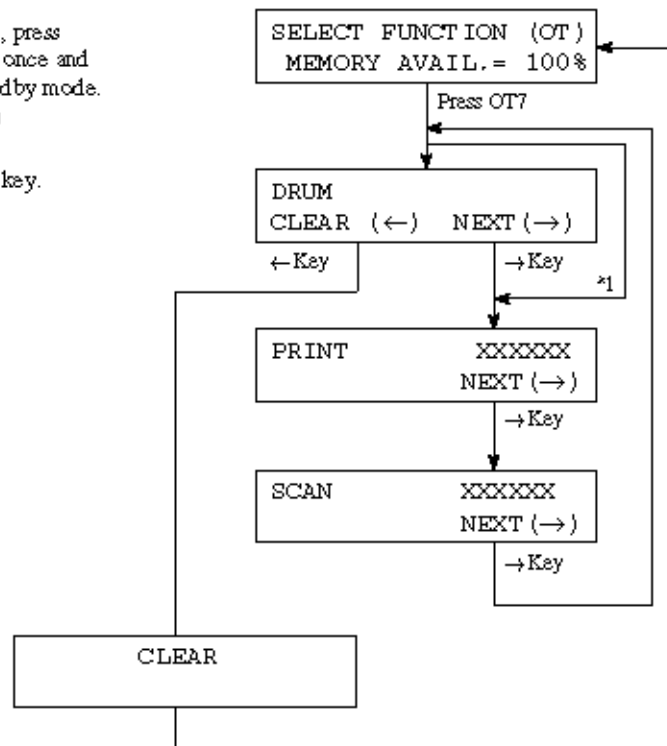 , press
once and
dby mode.
key.
SELECT FUNCTION (OT)
MEMORY AVAIL.= 100%
Press OT7
DRUM
CLEAR (←) NEXT(→)
←Key →Key
*1
PRINT XXXXXX
NEXT(→)
→Key
SCAN XXXXXX
NEXT(→)
→Key
CLEAR